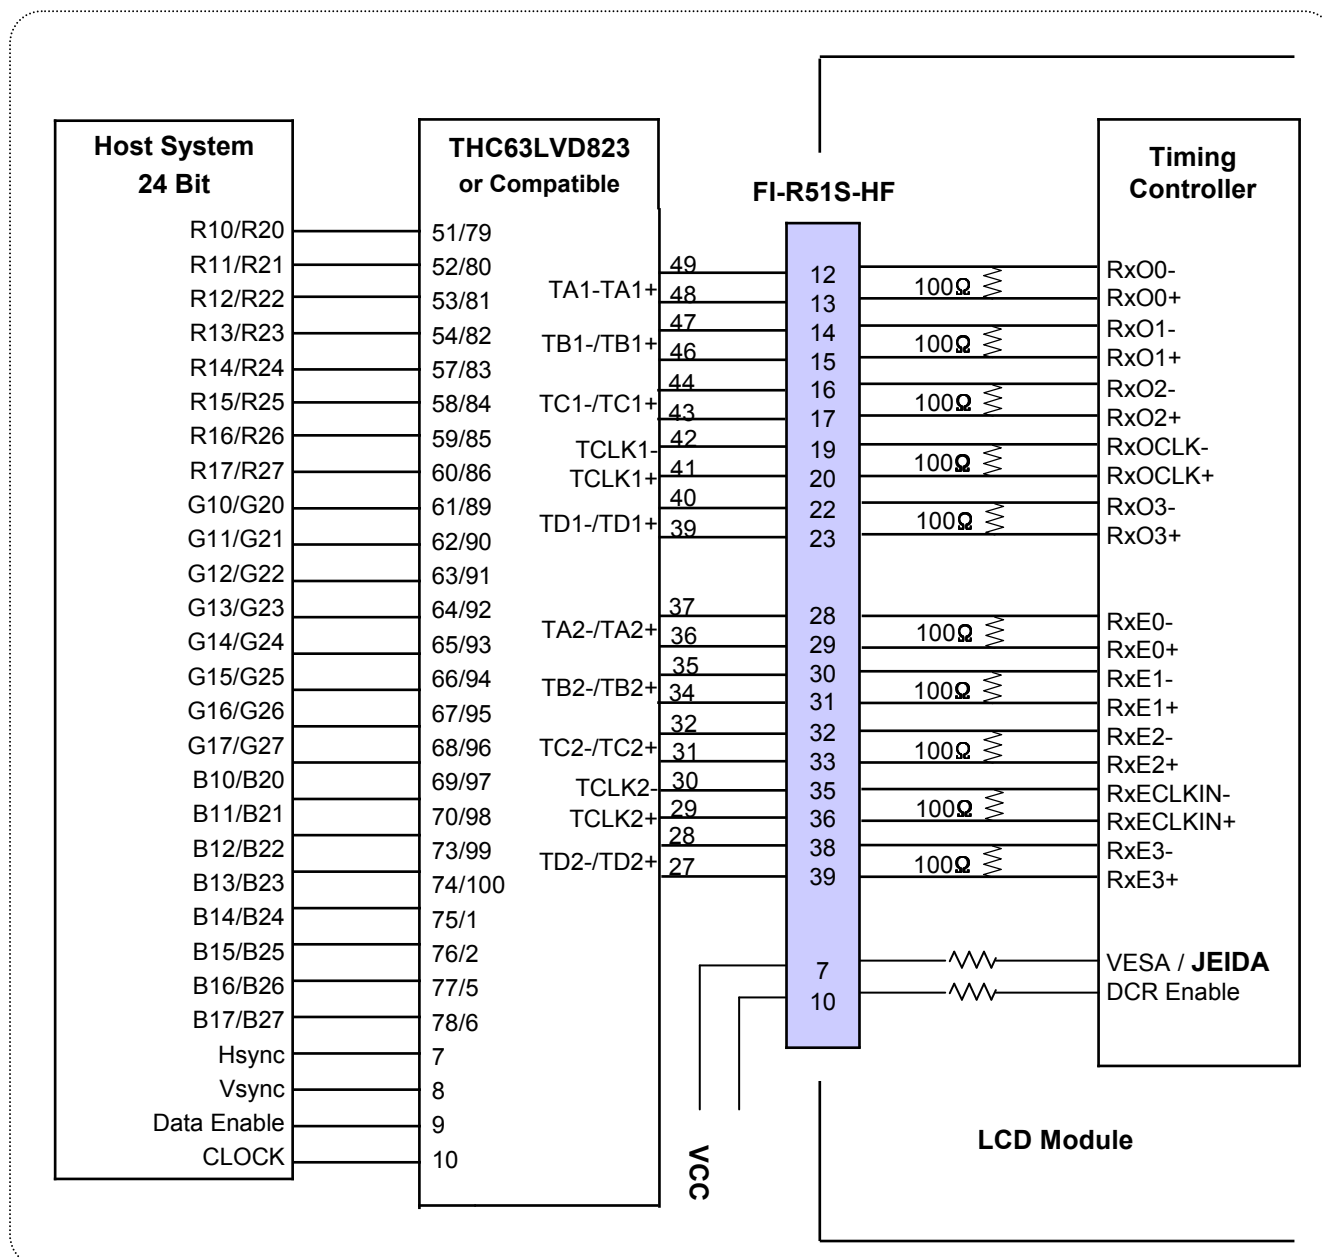 Host System
24 Bit
R10/R20
R11/R21
R12/R22
R13/R23
R14/R24
R15/R25
R16/R26
R17/R27
G10/G20
G11/G21
G12/G22
G13/G23
G14/G24
G15/G25
G16/G26
G17/G27
B10/B20
B11/B21
B12/B22
B13/B23
B14/B24
B15/B25
B16/B26
B17/B27
Hsync
Vsync
Data Enable
CLOCK
THC63LVD823
or Compatible
51/79
52/80
53/81
54/82
57/83
58/84
59/85
60/86
61/89
62/90
63/91
64/92
65/93
66/94
67/95
68/96
69/97
70/98
73/99
74/100
75/1
76/2
77/5
78/6
7
8
9
10
TA1-TA1+
TB1-/TB1+
TC1-/TC1+
TCLK1-
TCLK1+
TD1-/TD1+
TA2-/TA2+
TB2-/TB2+
TC2-/TC2+
TCLK2-
TCLK2+
TD2-/TD2+
49
48
47
46
44
43
42
41
40
39
37
36
35
34
32
31
30
29
28
27
FI-R51S-HF
12
13
14
15
16
17
19
20
22
23
28
29
30
31
32
33
35
36
38
39
7
10
VCC
100Ω
100Ω
100Ω
100Ω
100Ω
100Ω
100Ω
100Ω
100Ω
100Ω
Timing
Controller
RxO0-
RxO0+
RxO1-
RxO1+
RxO2-
RxO2+
RxOCLK-
RxOCLK+
RxO3-
RxO3+
RxE0-
RxE0+
RxE1-
RxE1+
RxE2-
RxE2+
RxECLKIN-
RxECLKIN+
RxE3-
RxE3+
VESA / JEIDA
DCR Enable
LCD Module